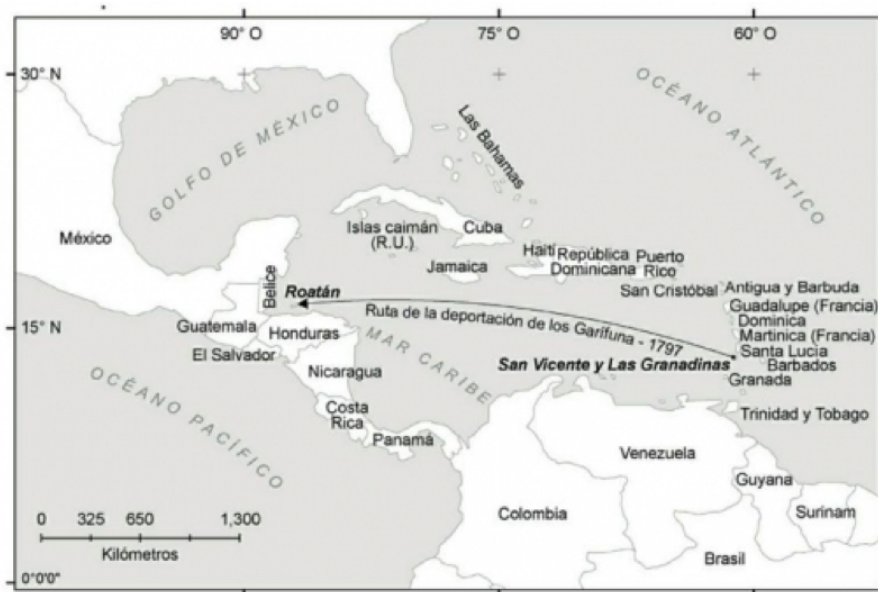 90° O
75° O
60° O
30° N
OCÉANO ATLÁNTICO
GOLFO DE MÉXICO
Las Bahamas
México
Islas caimán
(R.U.)
Cuba
Haití
República
Dominicana
Puerto
Rico
Jamaica
San Cristóbal
Antigua y Barbuda
Belice
Roatán
Guadalupe (Francia)
Dominica
15° N
Ruta de la deportación de los Garífuna - 1797
Martinica (Francia)
Guatemala
Honduras
MAR CARIBE
Santa Lucía
El Salvador
San Vicente y Las Granadinas
Barbados
Nicaragua
Granada
OCÉANO PACÍFICO
Costa
Rica
Trinidad y Tobago
Panamá
Venezuela
Guyana
0 325 650 1,300
Kilómetros
Colombia
Surinam
Brasil
0°0'0"